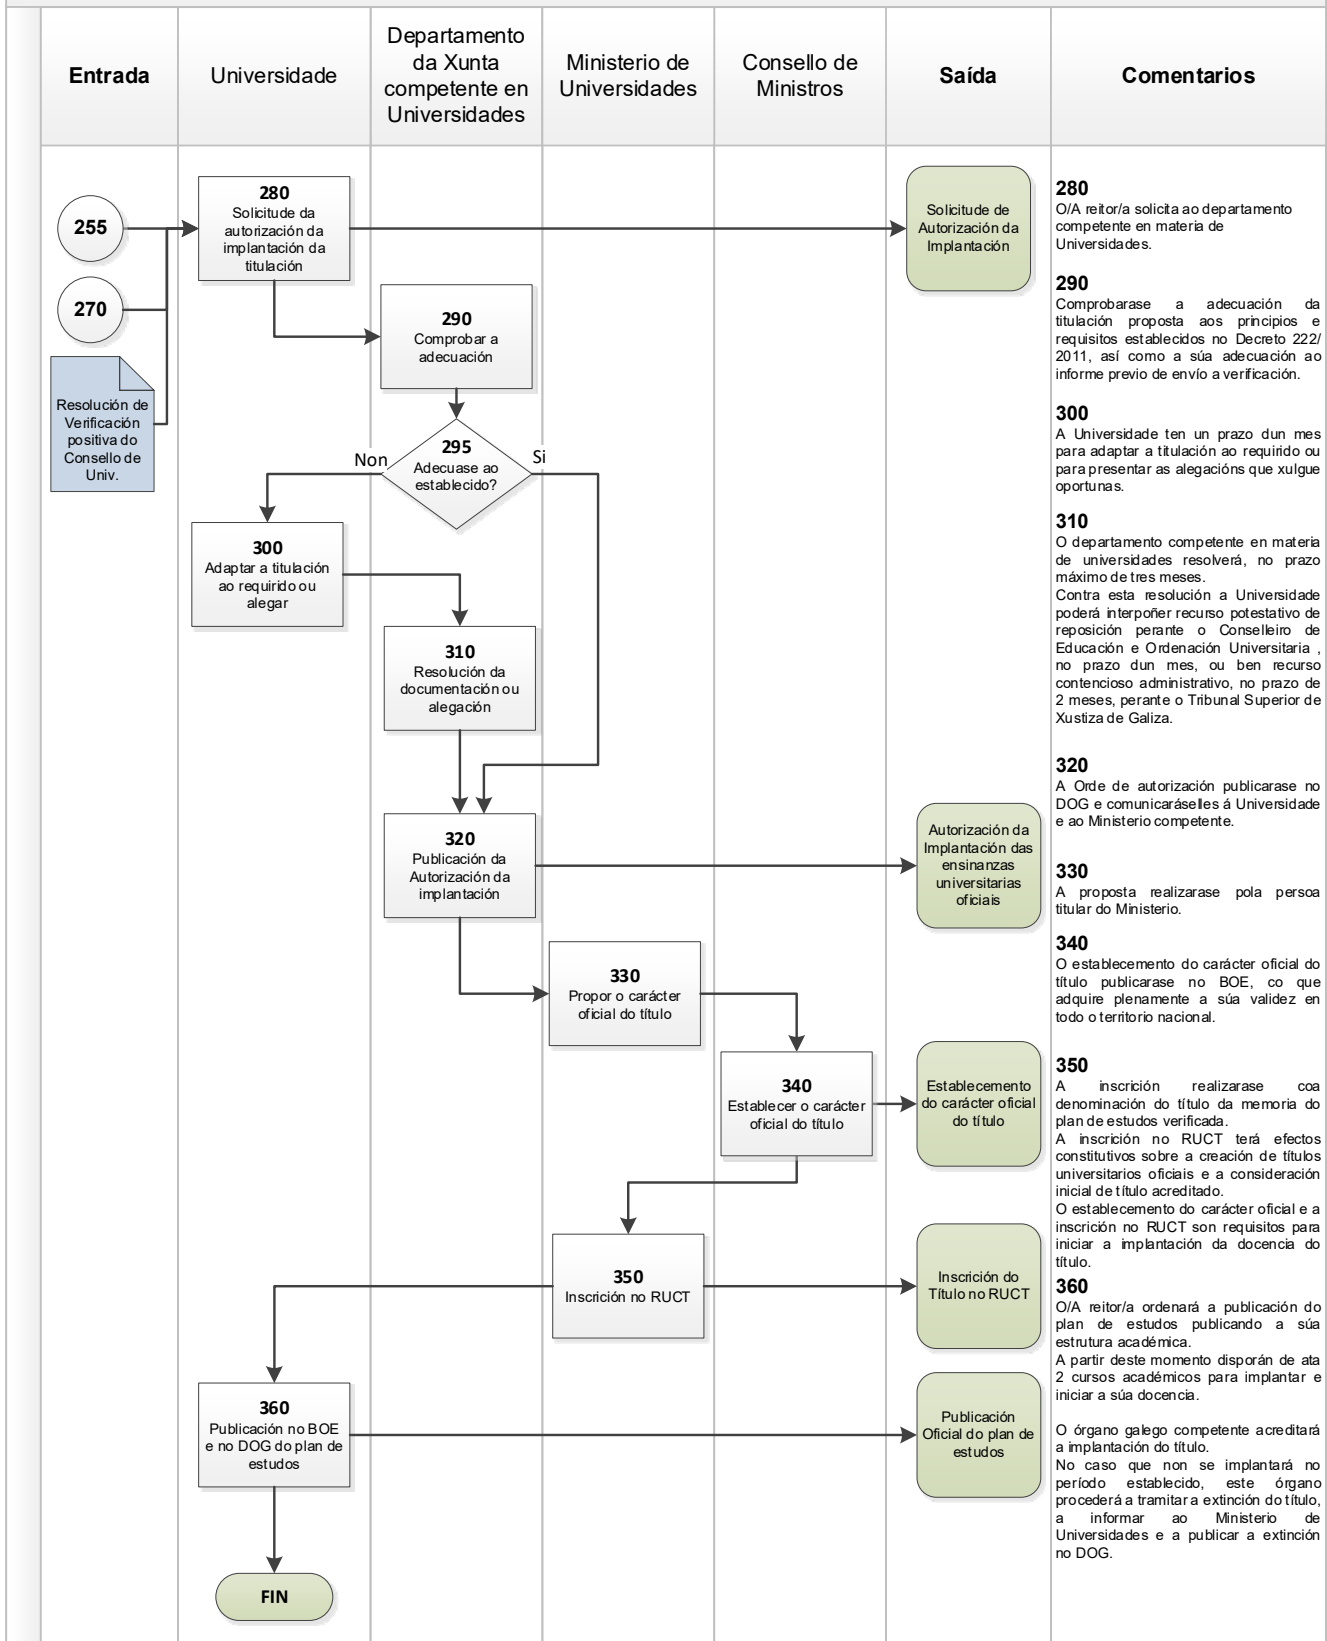 Entrada
Universidade
Departamento
da Xunta
competente en
Universidades
Ministerio de
Universidades
Consello de
Ministros
Saída
Comentarios
255
270
Resolución de
Verificación
positiva do
Consello de
Univ.
280
Solicitude da
autorización da
implantación da
titulación
290
Comprobar a
adecuación
295
Adecuase ao
establecido?
Non
Si
300
Adaptar a titulación
ao requirido ou
alegar
310
Resolución da
documentación ou
alegación
320
Publicación da
Autorización da
implantación
330
Propor o carácter
oficial do título
340
Establecer o carácter
oficial do título
350
Inscrición no RUCT
360
Publicación no BOE
e no DOG do plan de
estudos
FIN
Solicitude de
Autorización da
Implantación
Autorización da
Implantación das
ensinanzas
universitarias
oficiais
Establecemento
do carácter oficial
do título
Inscrición do
Título no RUCT
Publicación
Oficial do plan de
estudos
280
O/A reitor/a solicita ao departamento
competente en materia de
Universidades.
290
Comprobarase a adecuación da
titulación proposta aos principios e
requisitos establecidos no Decreto 222/
2011, así como a súa adecuación ao
informe previo de envío a verificación.
300
A Universidade ten un prazo dun mes
para adaptar a titulación ao requirido ou
para presentar as alegacións que xulgue
oportunas.
310
O departamento competente en materia
de universidades resolverá, no prazo
máximo de tres meses.
Contra esta resolución a Universidade
poderá interpoñer recurso potestativo de
reposición perante o Conselleiro de
Educación e Ordenación Universitaria ,
no prazo dun mes, ou ben recurso
contencioso administrativo, no prazo de
2 meses, perante o Tribunal Superior de
Xustiza de Galiza.
320
A Orde de autorización publicarase no
DOG e comunicaráselles á Universidade
e ao Ministerio competente.
330
A proposta realizarase pola persoa
titular do Ministerio.
340
O establecemento do carácter oficial do
título publicarase no BOE, co que
adquire plenamente a súa validez en
todo o territorio nacional.
350
A inscrición realizarase coa
denominación do título da memoria do
plan de estudos verificada.
A inscrición no RUCT terá efectos
constitutivos sobre a creación de títulos
universitarios oficiais e a consideración
inicial de título acreditado.
O establecemento do carácter oficial e a
inscrición no RUCT son requisitos para
iniciar a implantación da docencia do
título.
360
O/A reitor/a ordenará a publicación do
plan de estudos publicando a súa
estrutura académica.
A partir deste momento disporán de ata
2 cursos académicos para implantar e
iniciar a súa docencia.
O órgano galego competente acreditará
a implantación do título.
No caso que non se implantará no
período establecido, este órgano
procederá a tramitar a extinción do título,
a informar ao Ministerio de
Universidades e a publicar a extinción
no DOG.